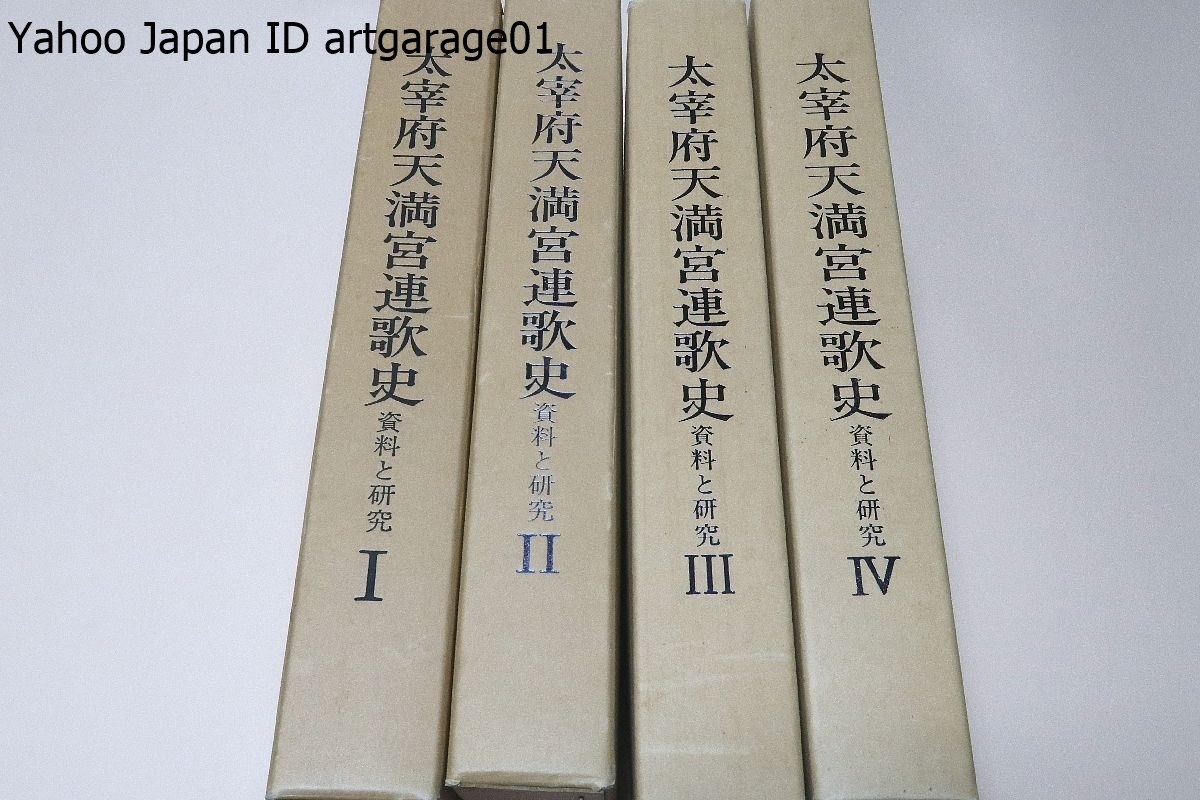 Yahoo Japan ID artgarage01
太宰府天満宮連歌史 資料と研究 I
太宰府天満宮連歌史 資料と研究 II
太宰府天満宮連歌史 資料と研究 III
太宰府天満宮連歌史 資料と研究 IV